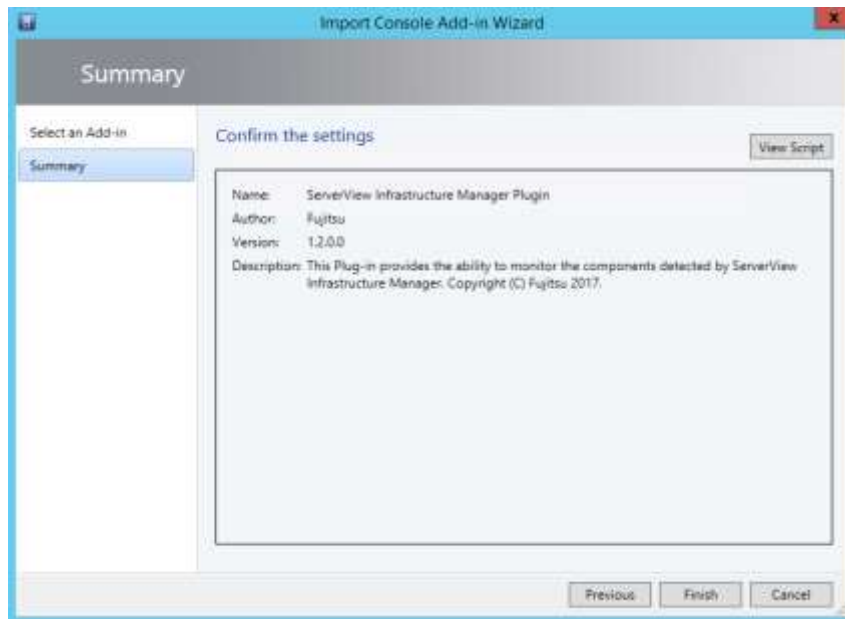 Import Console Add-in Wizard
x
Summary
Select an Add-in
Summary
Confirm the settings
View Script
Name: ServerView Infrastructure Manager Plugin
Author: Fujitsu
Version: 1.2.0.0
Description: This Plug-in provides the ability to monitor the components detected by ServerView
Infrastructure Manager. Copyright (C) Fujitsu 2017.
Previous
Finish
Cancel